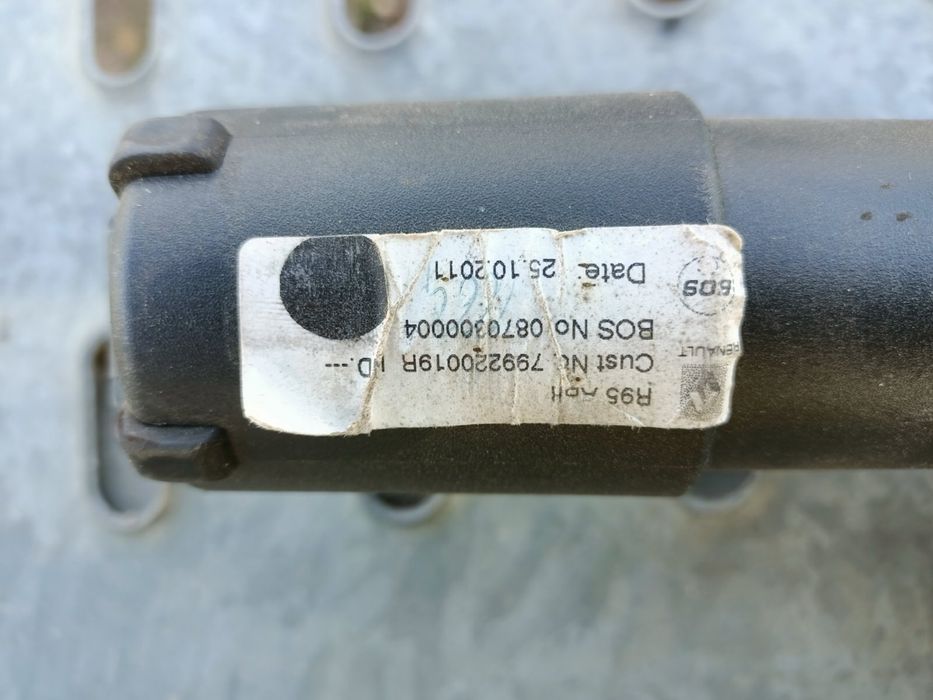 RENAULT
R95
Cust No. 799220019R I.D.---
BOS No. 0870300004
BOS
Date: 25.10.2011